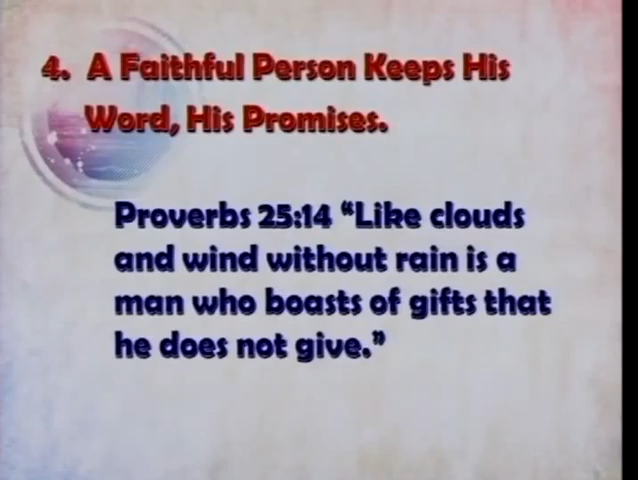 4. A Faithful Person Keeps His
Word, His Promises.
Proverbs 25:14 “Like clouds
and wind without rain is a
man who boasts of gifts that
he does not give.”